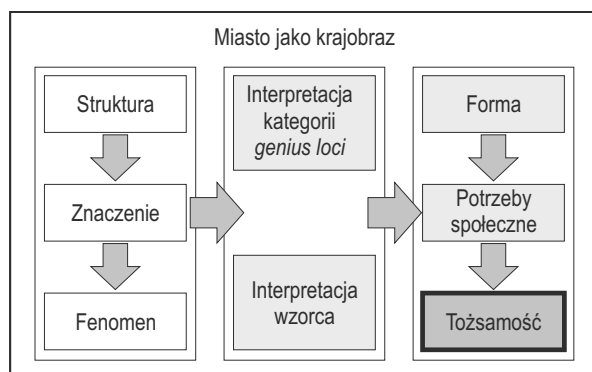 Miasto jako krajobraz
Struktura
Znaczenie
Fenomen
Interpretacja
kategorii
genius loci
Interpretacja
wzorca
Forma
Potrzeby
społeczne
Tożsamość